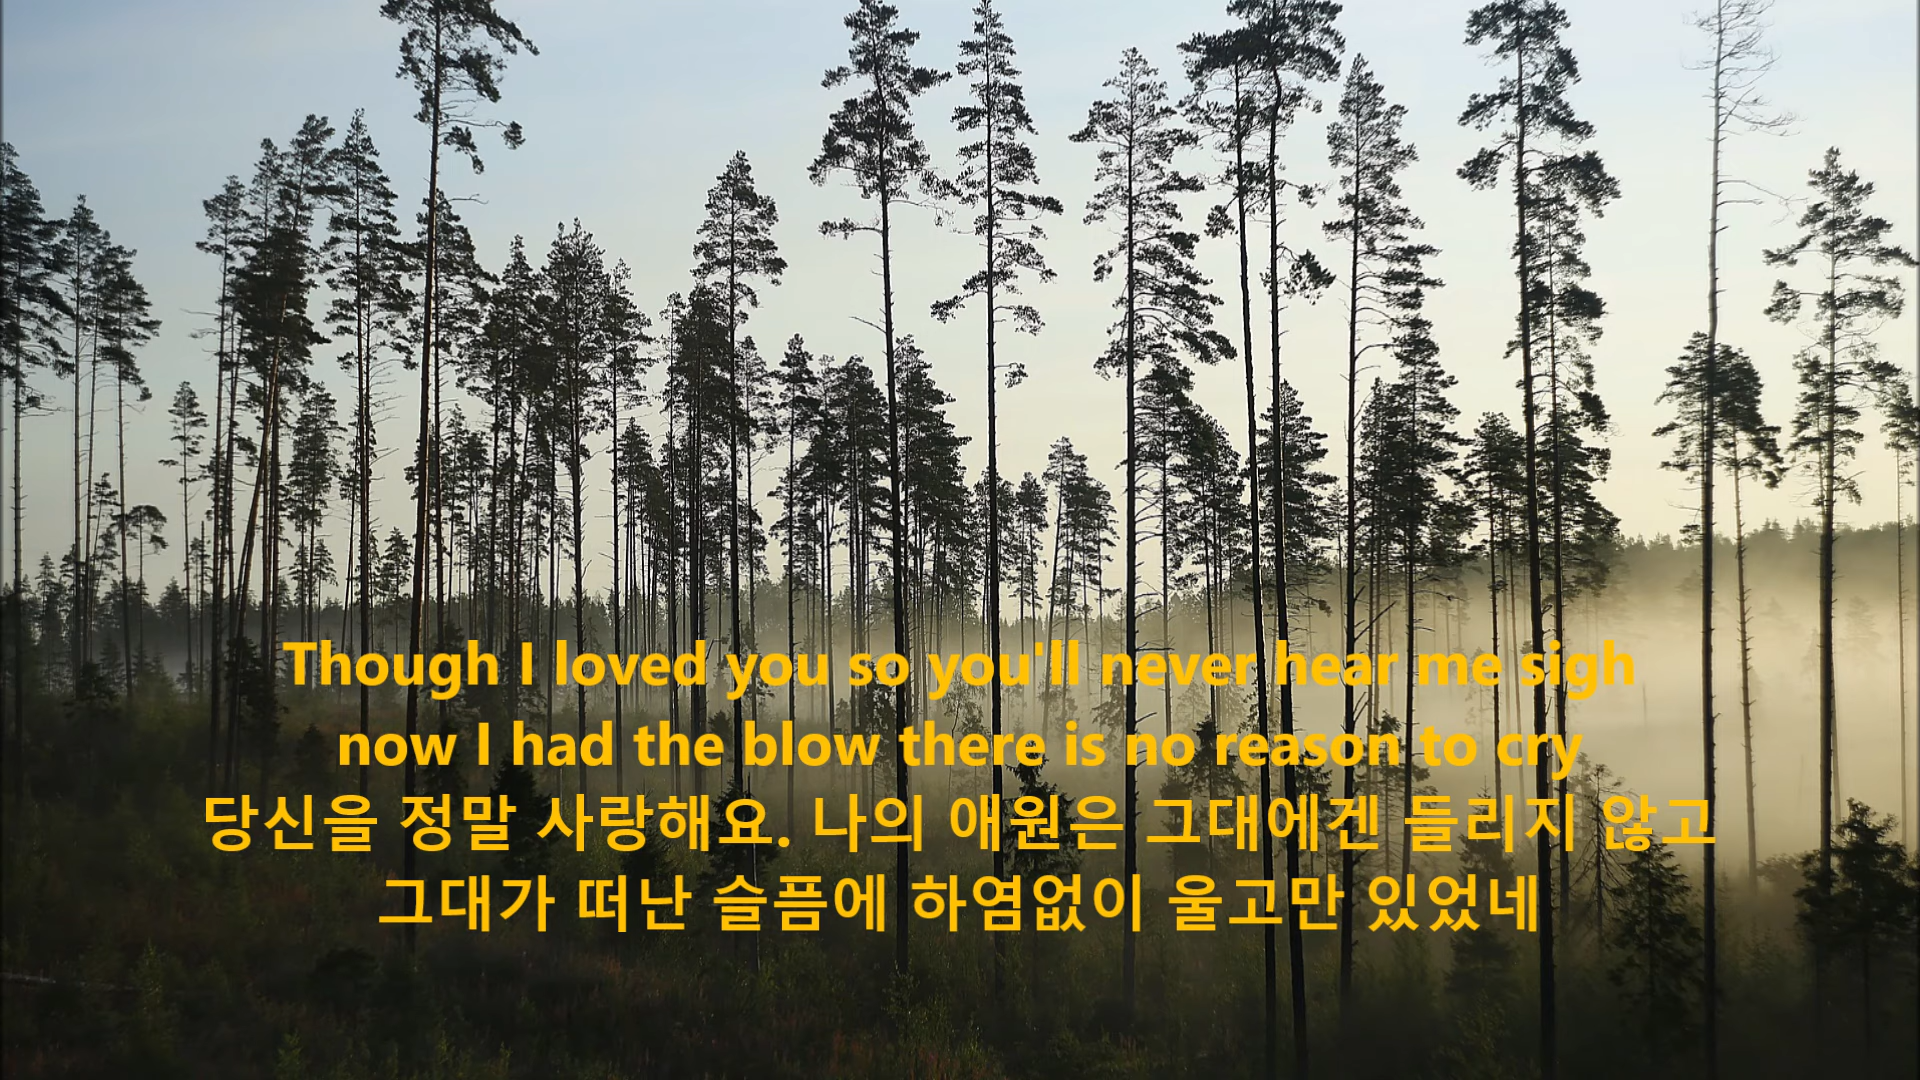 Though I loved you so you'll never hear me sigh
now I had the blow there is no reason to cry
당신을 정말 사랑해요. 나의 애원은 그대에겐 들리지 않고
그대가 떠난 슬픔에 하염없이 울고만 있었네